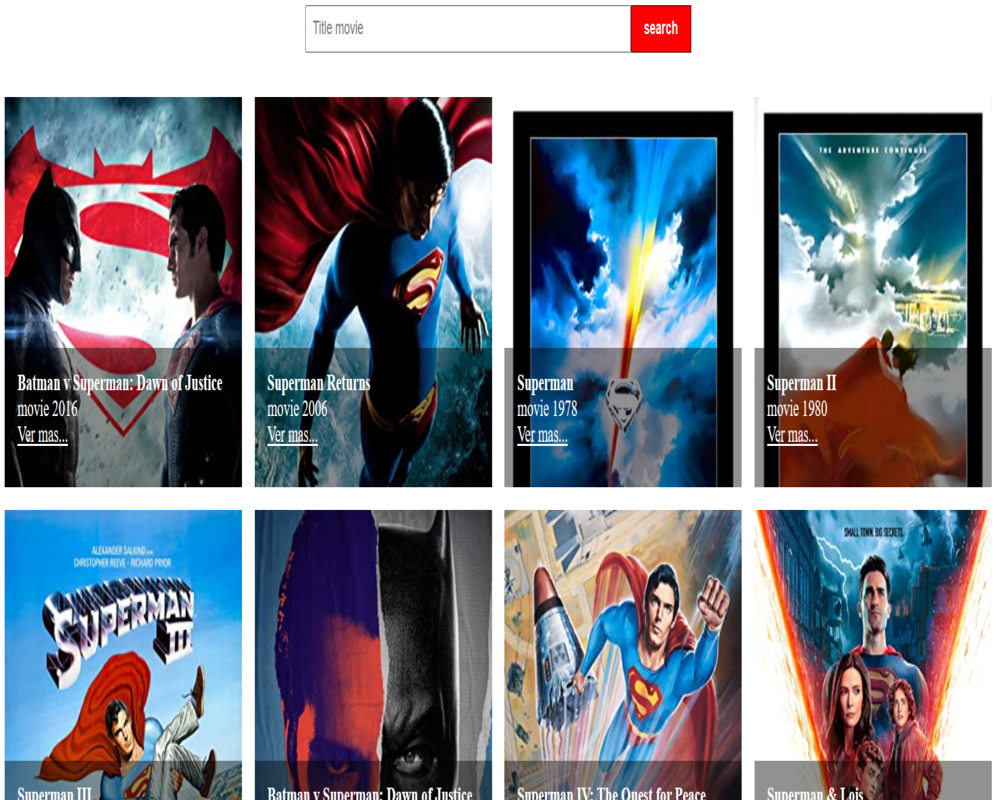 Title movie
search
THE ADVENTURE CONTINUES
Batman v Superman: Dawn of Justice
movie 2016
Ver mas...
Superman Returns
movie 2006
Ver mas...
Superman
movie 1978
Ver mas...
Superman II
movie 1980
Ver mas...
ALEXANDER SALKIND
CHRISTOPHER REEVE · RICHARD PRYOR
SUPERMAN
III
SMALL TOWN. BIG SECRETS.
Superman III
Batman v Superman: Dawn of Justice
Superman IV: The Quest for Peace
Superman & Lois